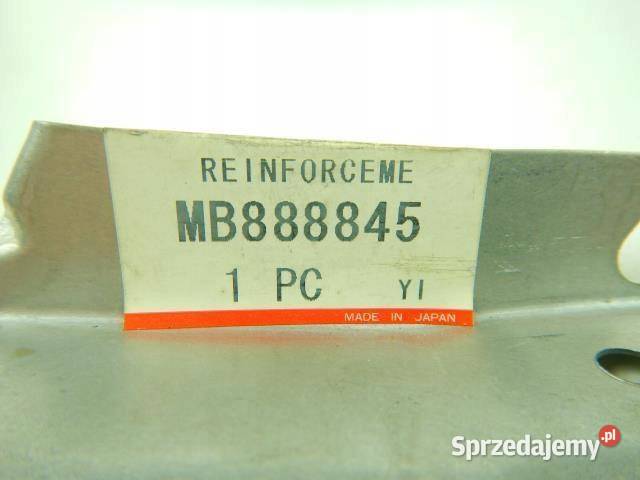 REINFORCEME
MB888845
1 PC YI
MADE IN JAPAN
Sprzedajemy.pl